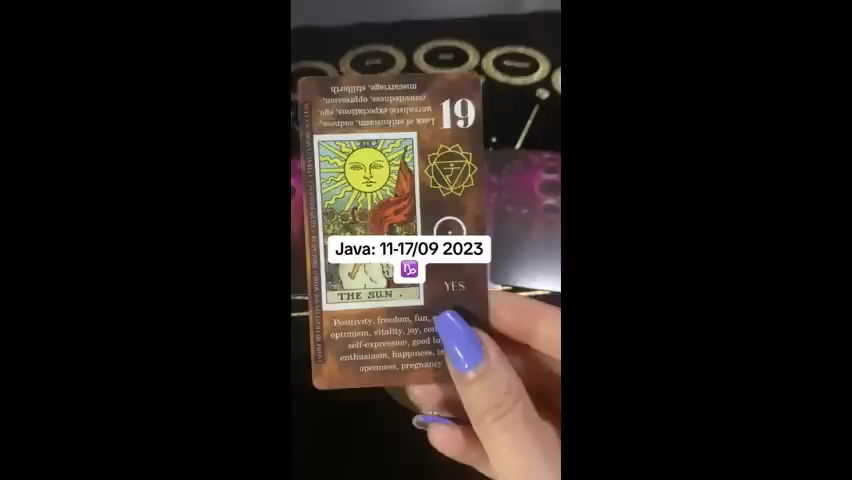 miscarriage, stillbirth
concetedness, oppression,
unrealistic expectations, ego,
Lack of enthusiasm, sadness,
19
Java: 11-17/09 2023
♑
YES
THE SUN.
Positivity, freedom, fun,
optimism, vitality, joy,
self-expression, good
enthusiasm, happiness,
openness, pregnancy